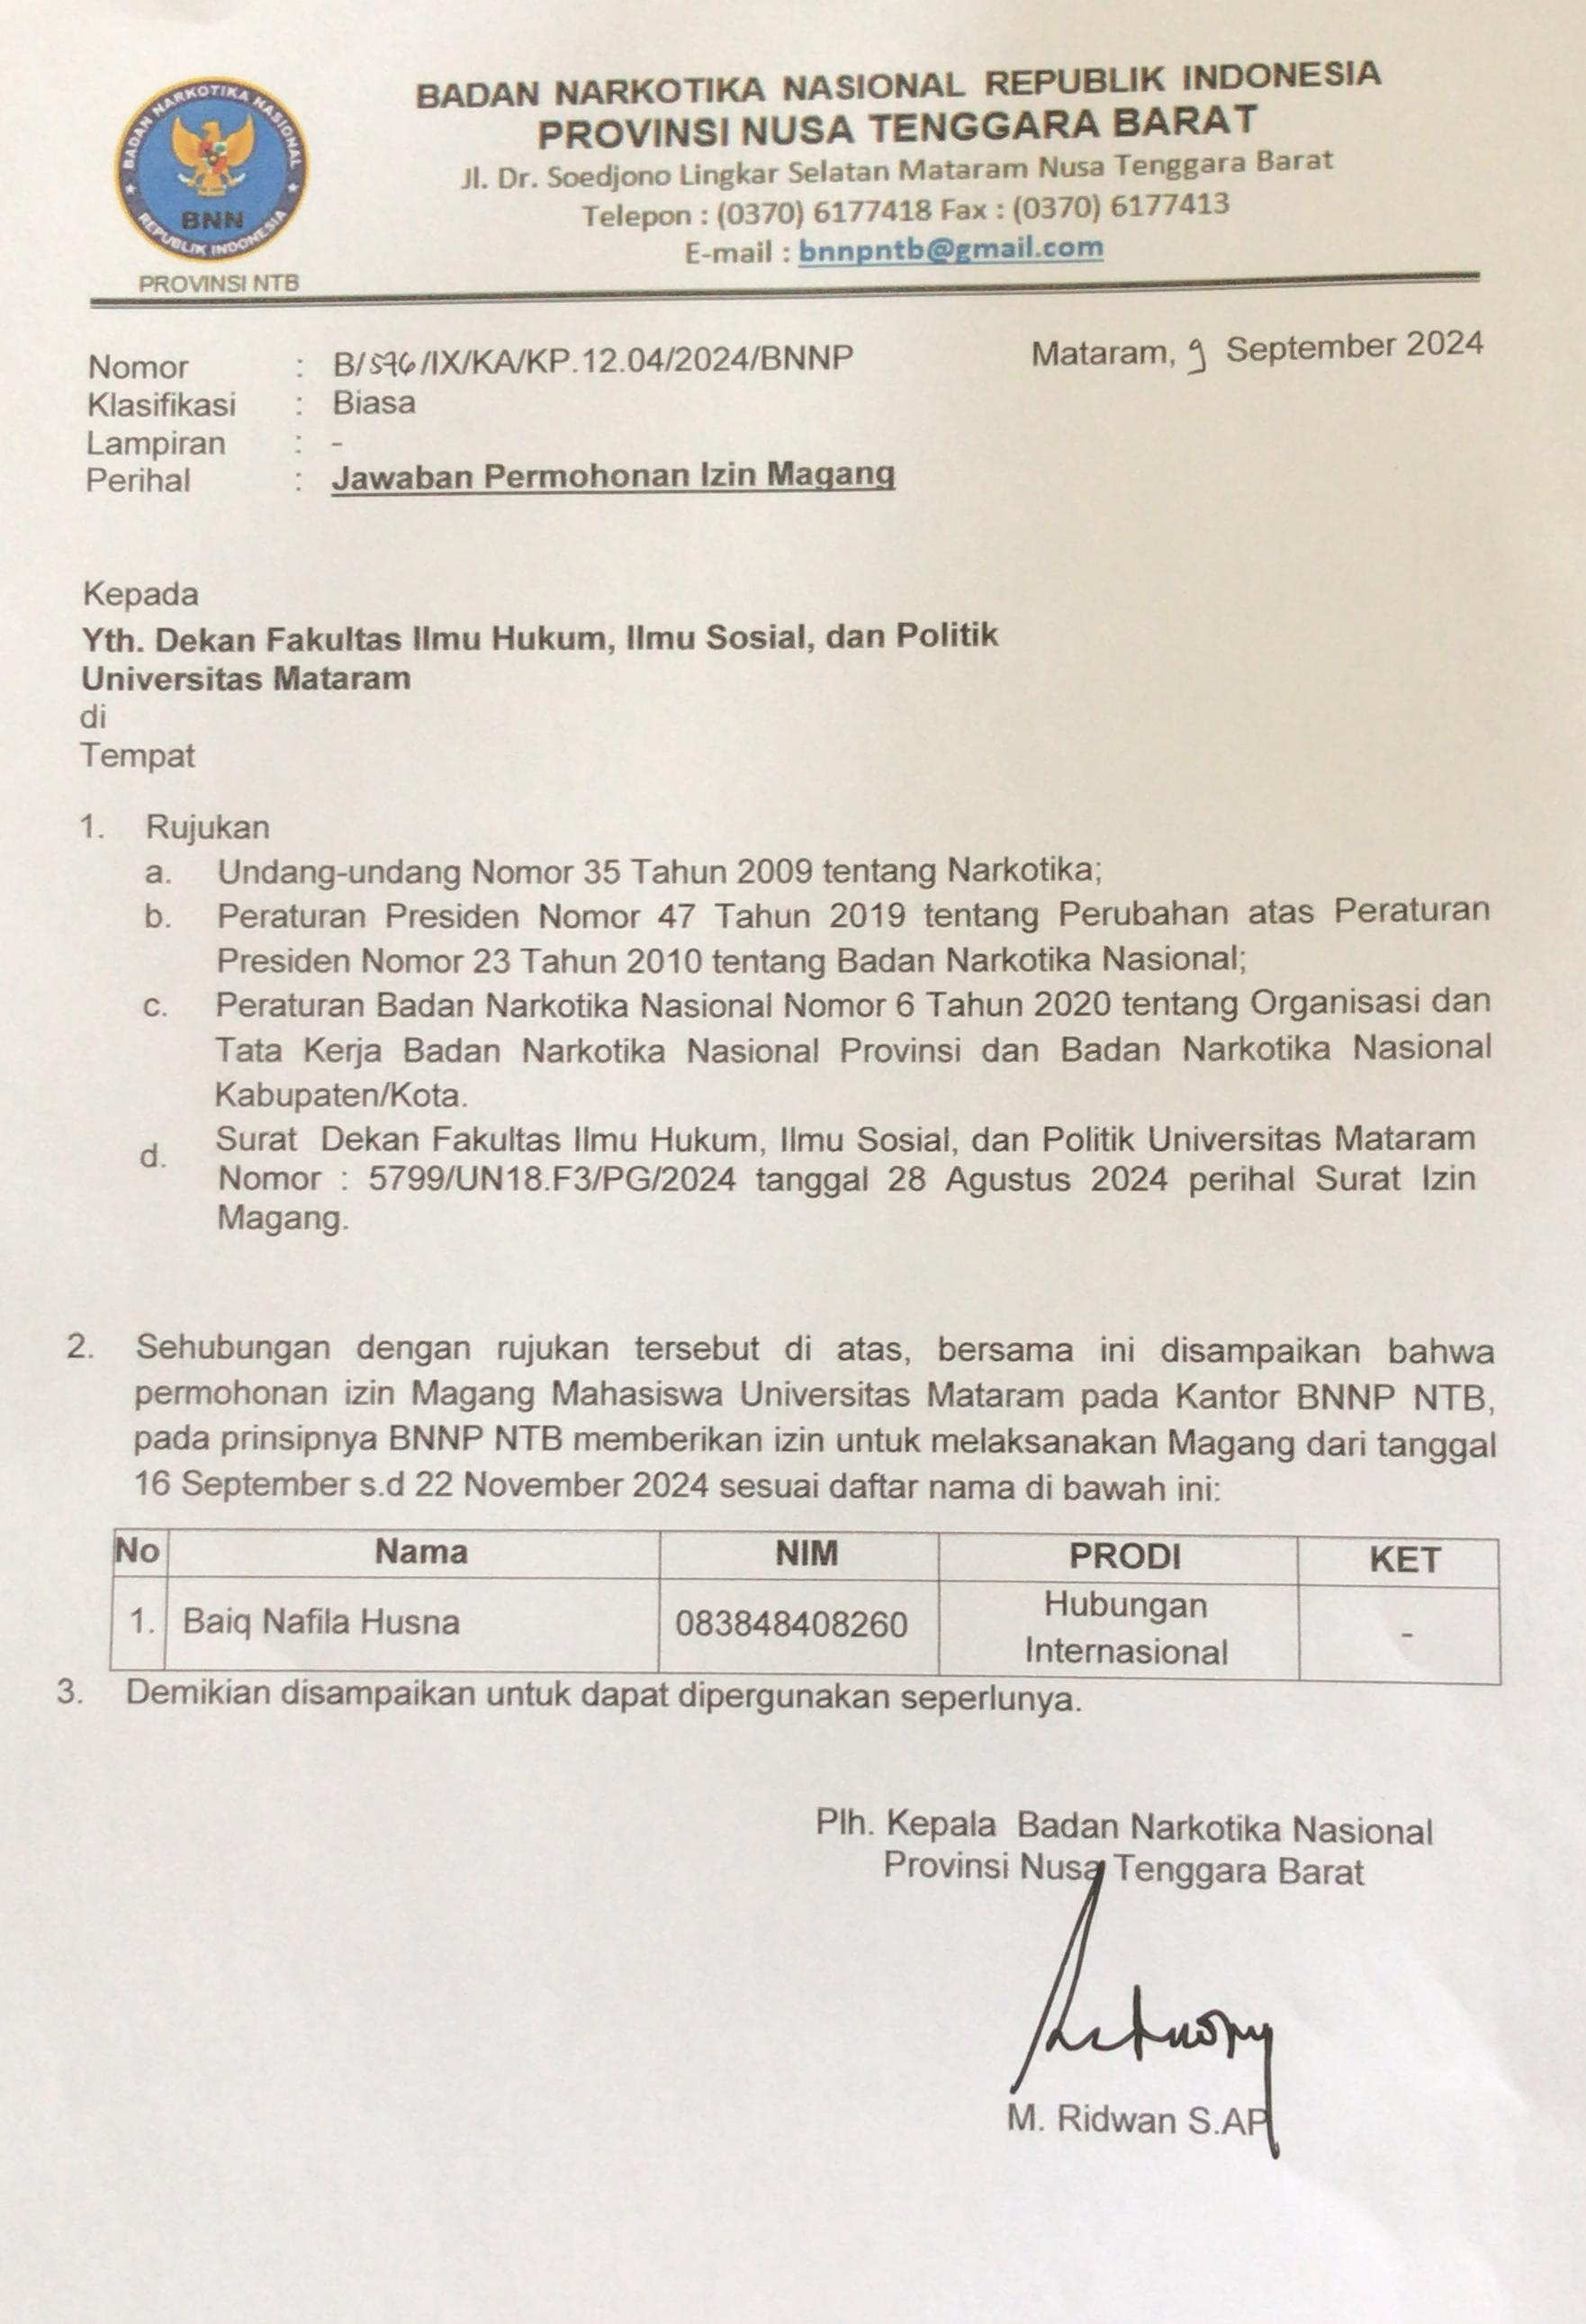 BADAN NARKOTIKA NASIONAL
BNN
REPUBLIK INDONESIA
PROVINSI NTB
BADAN NARKOTIKA NASIONAL REPUBLIK INDONESIA
PROVINSI NUSA TENGGARA BARAT
Jl. Dr. Soedjono Lingkar Selatan Mataram Nusa Tenggara Barat
Telepon : (0370) 6177418 Fax : (0370) 6177413
E-mail : bnnpntb@gmail.com
Nomor : B/576/IX/KA/KP.12.04/2024/BNNP Mataram, 9 September 2024
Klasifikasi : Biasa
Lampiran : -
Perihal : Jawaban Permohonan Izin Magang
Kepada
Yth. Dekan Fakultas Ilmu Hukum, Ilmu Sosial, dan Politik
Universitas Mataram
di
Tempat
1. Rujukan
a. Undang-undang Nomor 35 Tahun 2009 tentang Narkotika;
b. Peraturan Presiden Nomor 47 Tahun 2019 tentang Perubahan atas Peraturan
Presiden Nomor 23 Tahun 2010 tentang Badan Narkotika Nasional;
c. Peraturan Badan Narkotika Nasional Nomor 6 Tahun 2020 tentang Organisasi dan
Tata Kerja Badan Narkotika Nasional Provinsi dan Badan Narkotika Nasional
Kabupaten/Kota.
d. Surat Dekan Fakultas Ilmu Hukum, Ilmu Sosial, dan Politik Universitas Mataram
Nomor : 5799/UN18.F3/PG/2024 tanggal 28 Agustus 2024 perihal Surat Izin
Magang.
2. Sehubungan dengan rujukan tersebut di atas, bersama ini disampaikan bahwa
permohonan izin Magang Mahasiswa Universitas Mataram pada Kantor BNNP NTB,
pada prinsipnya BNNP NTB memberikan izin untuk melaksanakan Magang dari tanggal
16 September s.d 22 November 2024 sesuai daftar nama di bawah ini:
No Nama NIM PRODI KET
1. Baiq Nafila Husna 083848408260 Hubungan Internasional -
3. Demikian disampaikan untuk dapat dipergunakan seperlunya.
Plh. Kepala Badan Narkotika Nasional
Provinsi Nusa Tenggara Barat
M. Ridwan S.AP